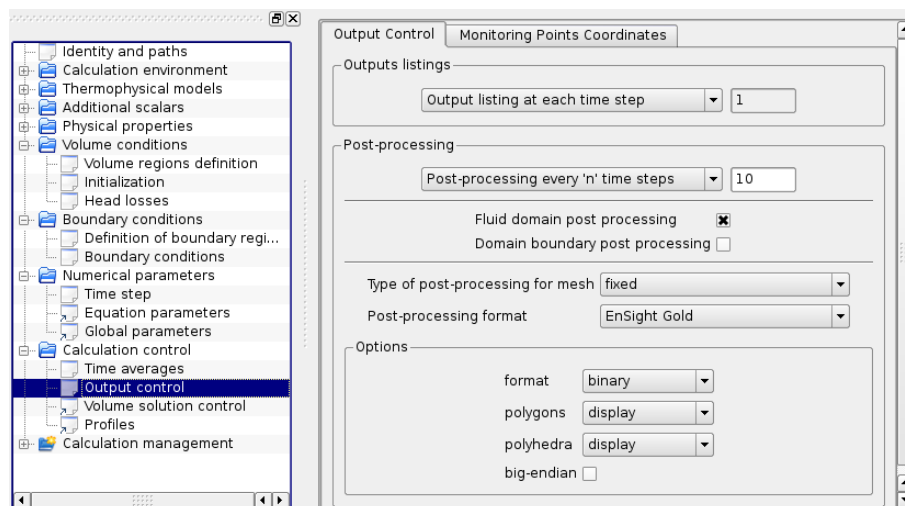 Identity and paths
Calculation environment
Thermophysical models
Additional scalars
Physical properties
Volume conditions
Volume regions definition
Initialization
Head losses
Boundary conditions
Definition of boundary regi...
Boundary conditions
Numerical parameters
Time step
Equation parameters
Global parameters
Calculation control
Time averages
Output control
Volume solution control
Profiles
Calculation management
Output Control Monitoring Points Coordinates
Outputs listings
Output listing at each time step 1
Post-processing
Post-processing every 'n' time steps 10
Fluid domain post processing
Domain boundary post processing
Type of post-processing for mesh fixed
Post-processing format EnSight Gold
Options
format binary
polygons display
polyhedra display
big-endian